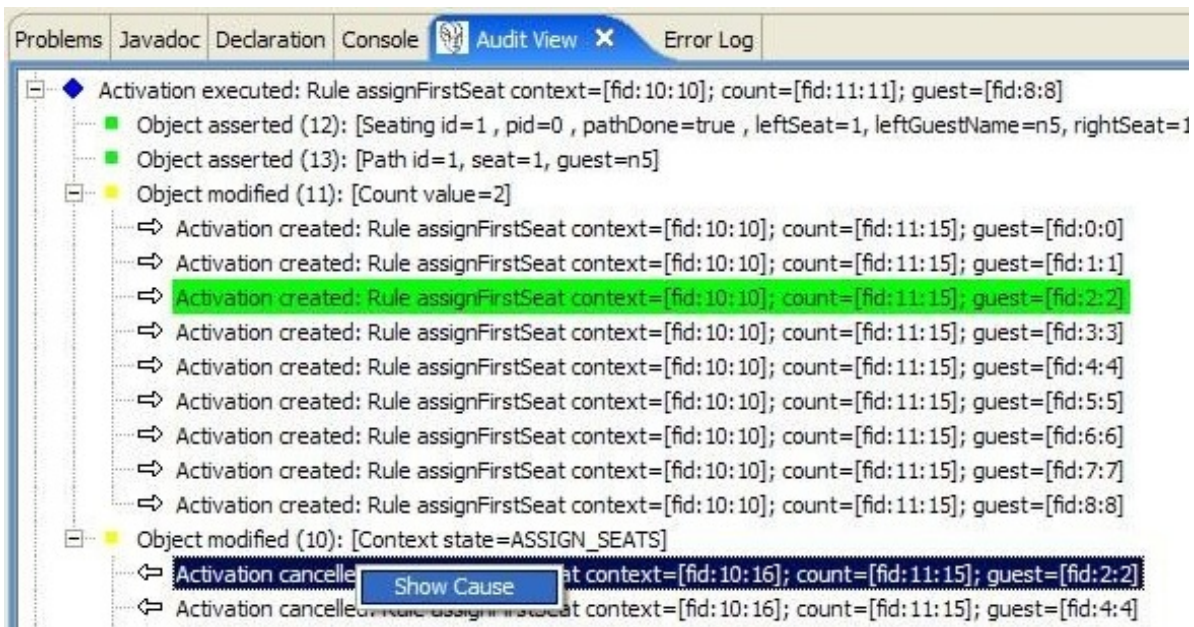 Problems Javadoc Declaration Console Audit View Error Log
Activation executed: Rule assignFirstSeat context=[fid:10:10]; count=[fid:11:11]; guest=[fid:8:8]
Object asserted (12): [Seating id=1 , pid=0 , pathDone=true , leftSeat=1, leftGuestName=n5, rightSeat=1
Object asserted (13): [Path id=1, seat=1, guest=n5]
Object modified (11): [Count value=2]
Activation created: Rule assignFirstSeat context=[fid:10:10]; count=[fid:11:15]; guest=[fid:0:0]
Activation created: Rule assignFirstSeat context=[fid:10:10]; count=[fid:11:15]; guest=[fid:1:1]
Activation created: Rule assignFirstSeat context=[fid:10:10]; count=[fid:11:15]; guest=[fid:2:2]
Activation created: Rule assignFirstSeat context=[fid:10:10]; count=[fid:11:15]; guest=[fid:3:3]
Activation created: Rule assignFirstSeat context=[fid:10:10]; count=[fid:11:15]; guest=[fid:4:4]
Activation created: Rule assignFirstSeat context=[fid:10:10]; count=[fid:11:15]; guest=[fid:5:5]
Activation created: Rule assignFirstSeat context=[fid:10:10]; count=[fid:11:15]; guest=[fid:6:6]
Activation created: Rule assignFirstSeat context=[fid:10:10]; count=[fid:11:15]; guest=[fid:7:7]
Activation created: Rule assignFirstSeat context=[fid:10:10]; count=[fid:11:15]; guest=[fid:8:8]
Object modified (10): [Context state=ASSIGN_SEATS]
Activation cancelle at context=[fid:10:16]; count=[fid:11:15]; guest=[fid:2:2]
Show Cause
Activation cancelled: Rule assignFirstSeat context=[fid:10:16]; count=[fid:11:15]; guest=[fid:4:4]